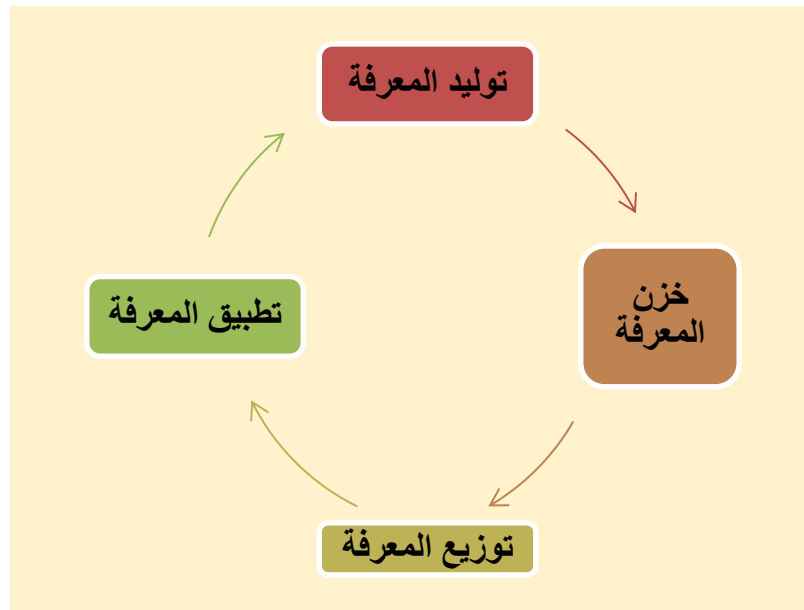 توليد المعرفة
خزن
المعرفة
توزيع المعرفة
تطبيق المعرفة